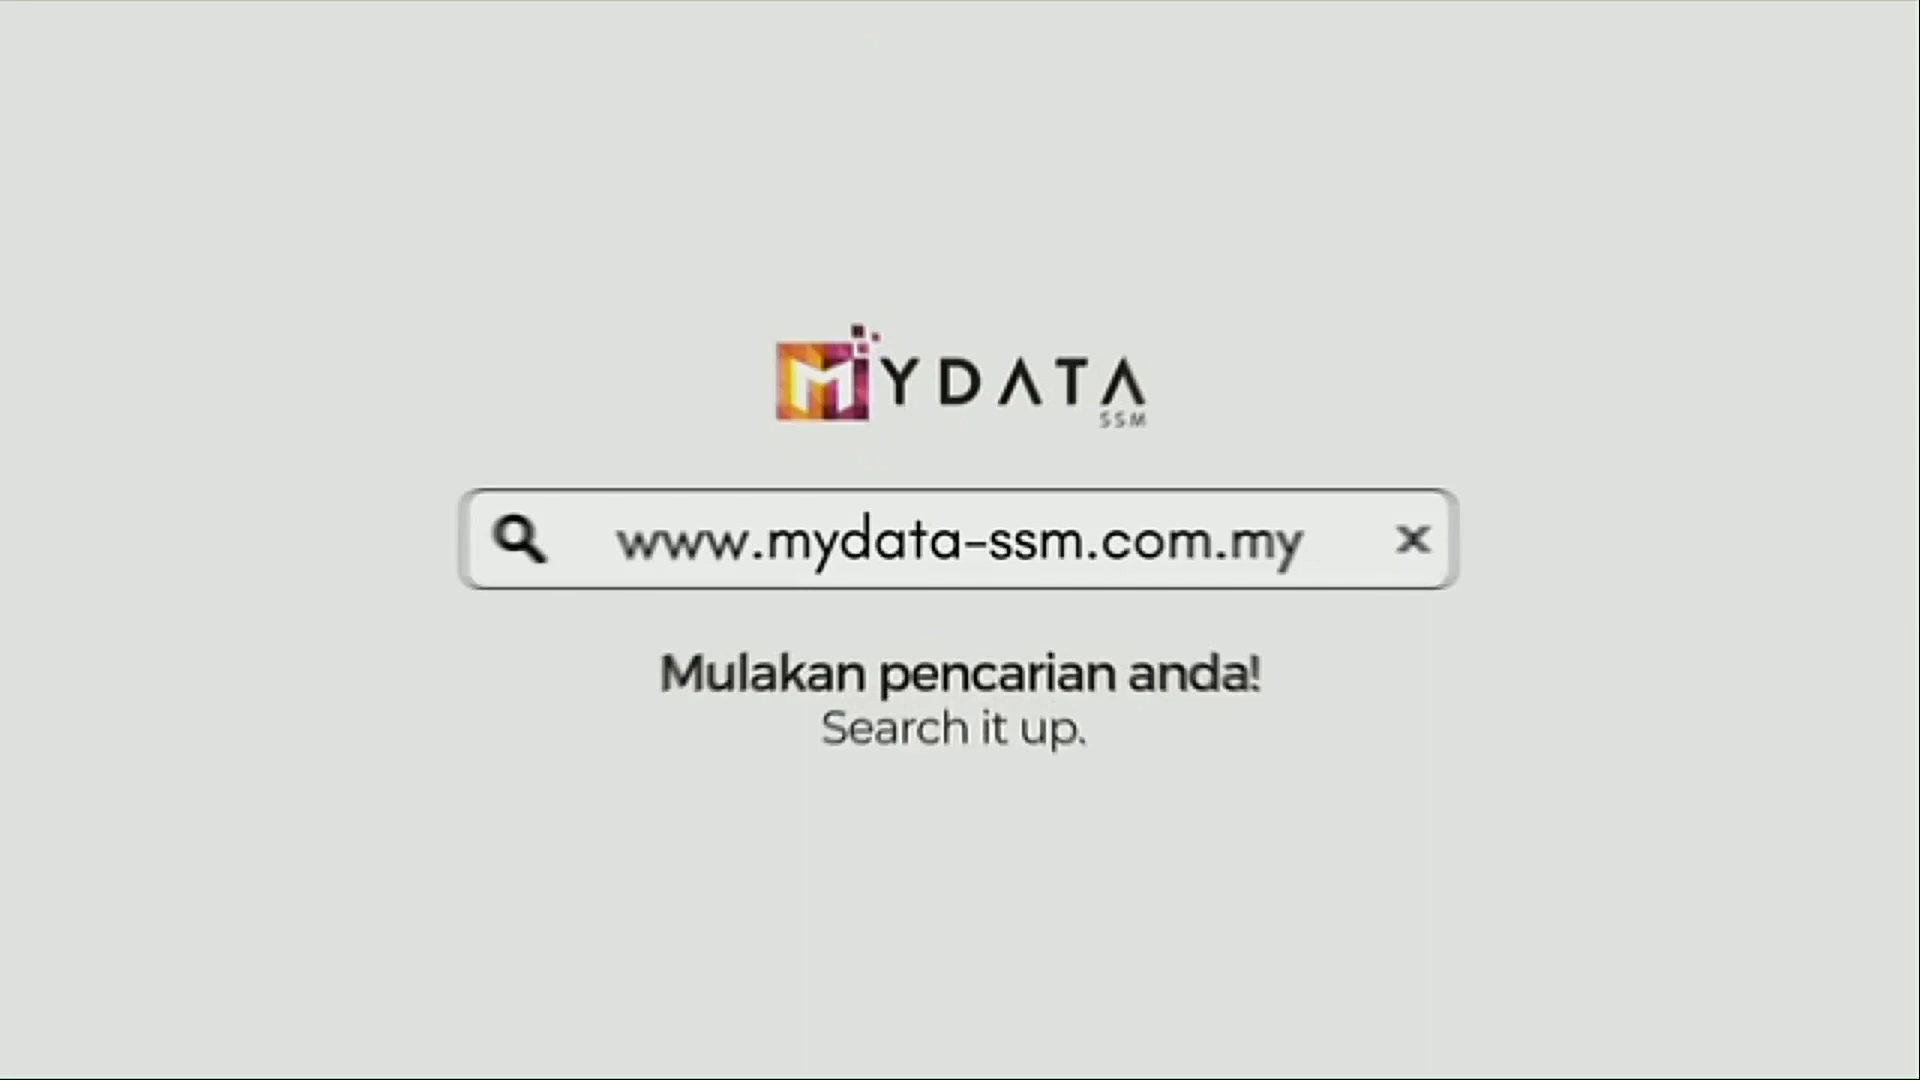 MYDATA
SSM
www.mydata-ssm.com.my
Mulakan pencarian anda!
Search it up.